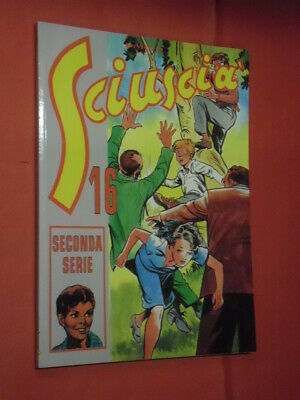 Sciuscià
16
SECONDA
SERIE